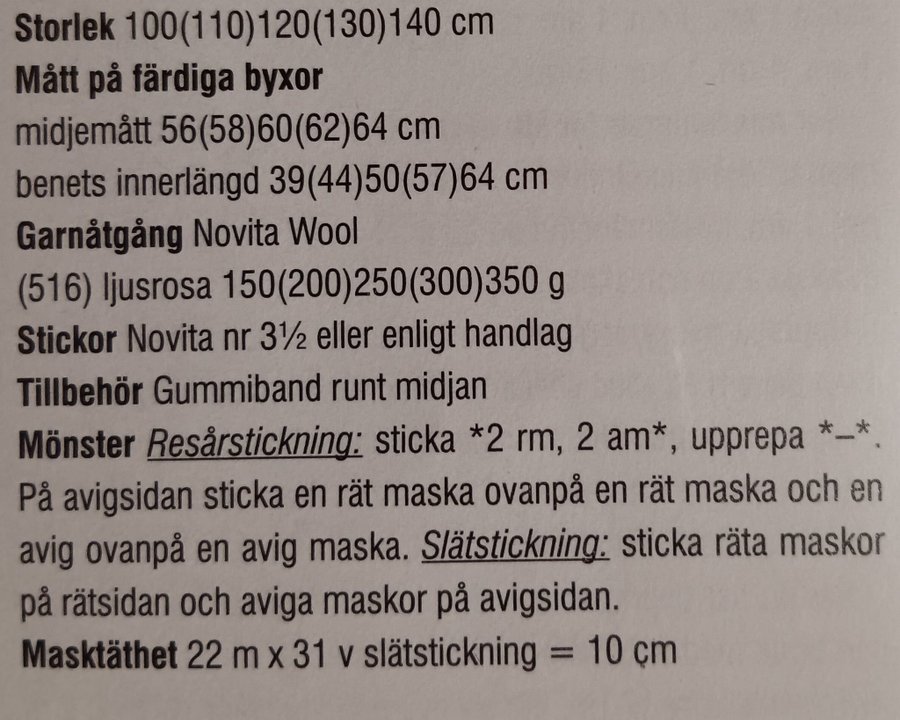 Storlek 100(110)120(130)140 cm
Mått på färdiga byxor
midjemått 56(58)60(62)64 cm
benets innerlängd 39(44)50(57)64 cm
Garnåtgång Novita Wool
(516) ljusrosa 150(200)250(300)350 g
Stickor Novita nr 3½ eller enligt handlag
Tillbehör Gummiband runt midjan
Mönster Resårstickning: sticka *2 rm, 2 am*, upprepa *–*.
På avigsidan sticka en rät maska ovanpå en rät maska och en
avig ovanpå en avig maska. Slätstickning: sticka räta maskor
på rätsidan och aviga maskor på avigsidan.
Masktäthet 22 m x 31 v slätstickning = 10 cm